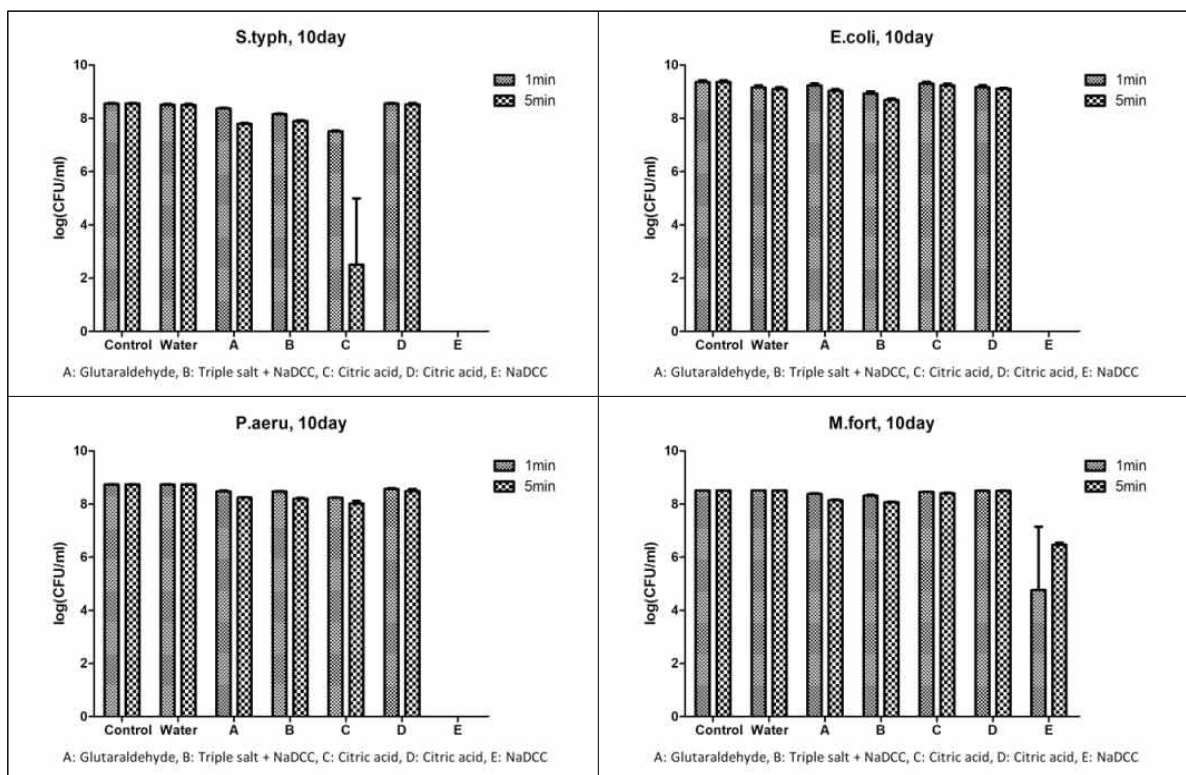 S.typh, 10day
10
8
6
4
2
0
log(CFU/ml)
1min
5min
Control Water A B C D E
A: Glutaraldehyde, B: Triple salt + NaDCC, C: Citric acid, D: Citric acid, E: NaDCC
E.coli, 10day
10
8
6
4
2
0
log(CFU/ml)
1min
5min
Control Water A B C D E
A: Glutaraldehyde, B: Triple salt + NaDCC, C: Citric acid, D: Citric acid, E: NaDCC
P.aeru, 10day
10
8
6
4
2
0
log(CFU/ml)
1min
5min
Control Water A B C D E
A: Glutaraldehyde, B: Triple salt + NaDCC, C: Citric acid, D: Citric acid, E: NaDCC
M.fort, 10day
10
8
6
4
2
0
log(CFU/ml)
1min
5min
Control Water A B C D E
A: Glutaraldehyde, B: Triple salt + NaDCC, C: Citric acid, D: Citric acid, E: NaDCC